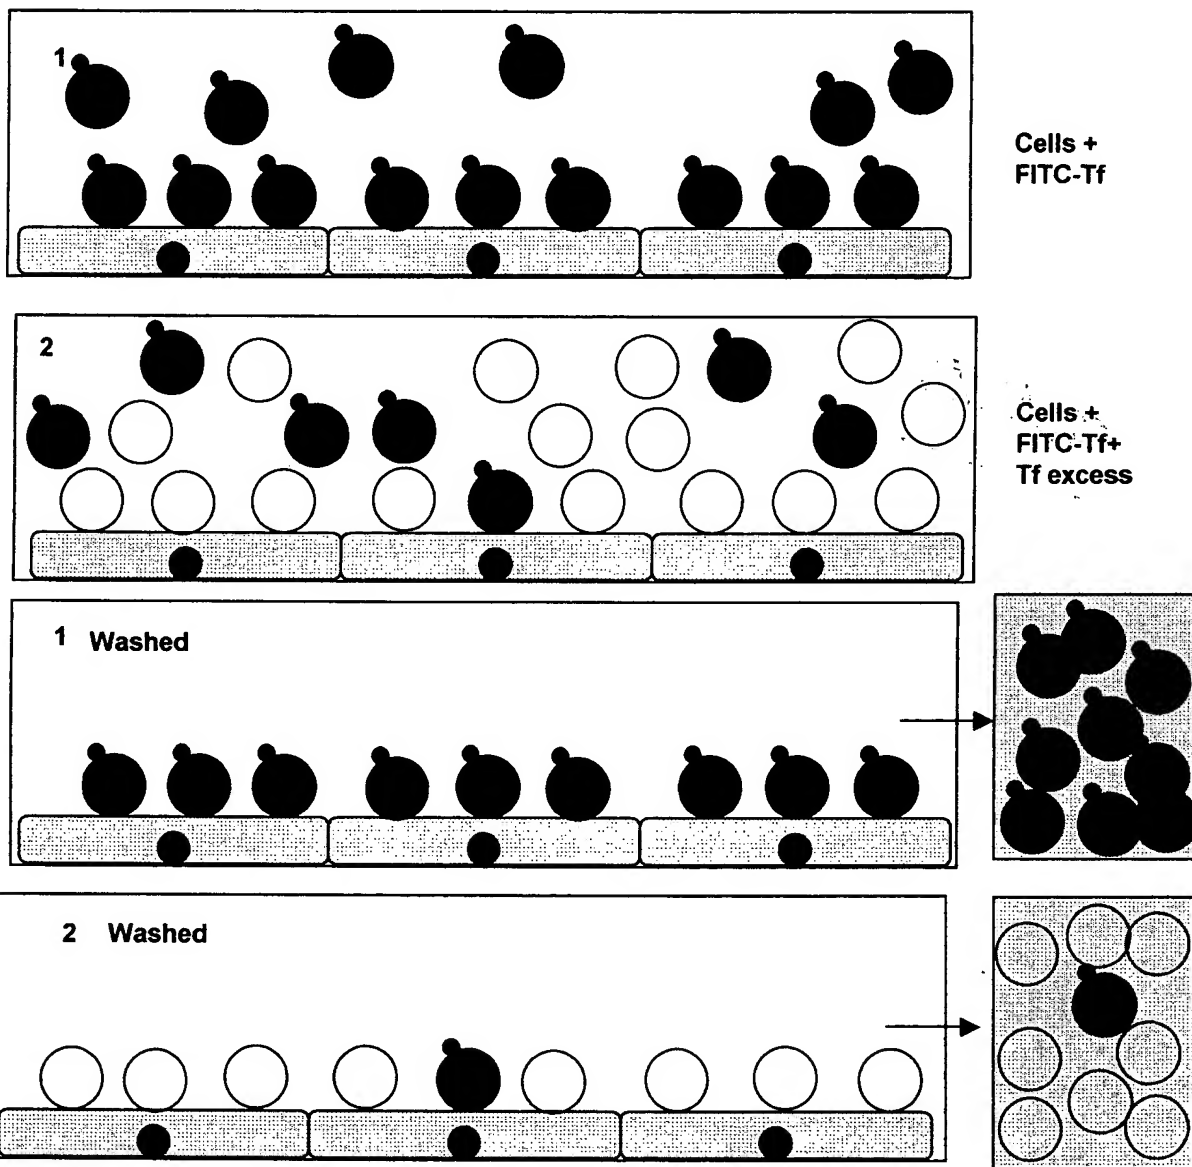 1
Cells +
FITC-Tf
2
Cells +
FITC-Tf+
Tf excess
1 Washed
2 Washed